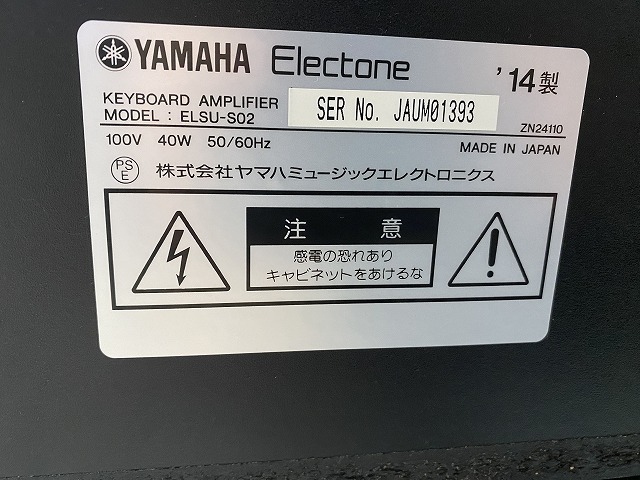 YAMAHA Electone '14製
KEYBOARD AMPLIFIER
MODEL : ELSU-S02
SER No. JAUM01393
ZN24110
100V 40W 50/60Hz
MADE IN JAPAN
PS
E
株式会社ヤマハミュージックエレクトロニクス
注 意
感電の恐れあり
キャビネットをあけるな